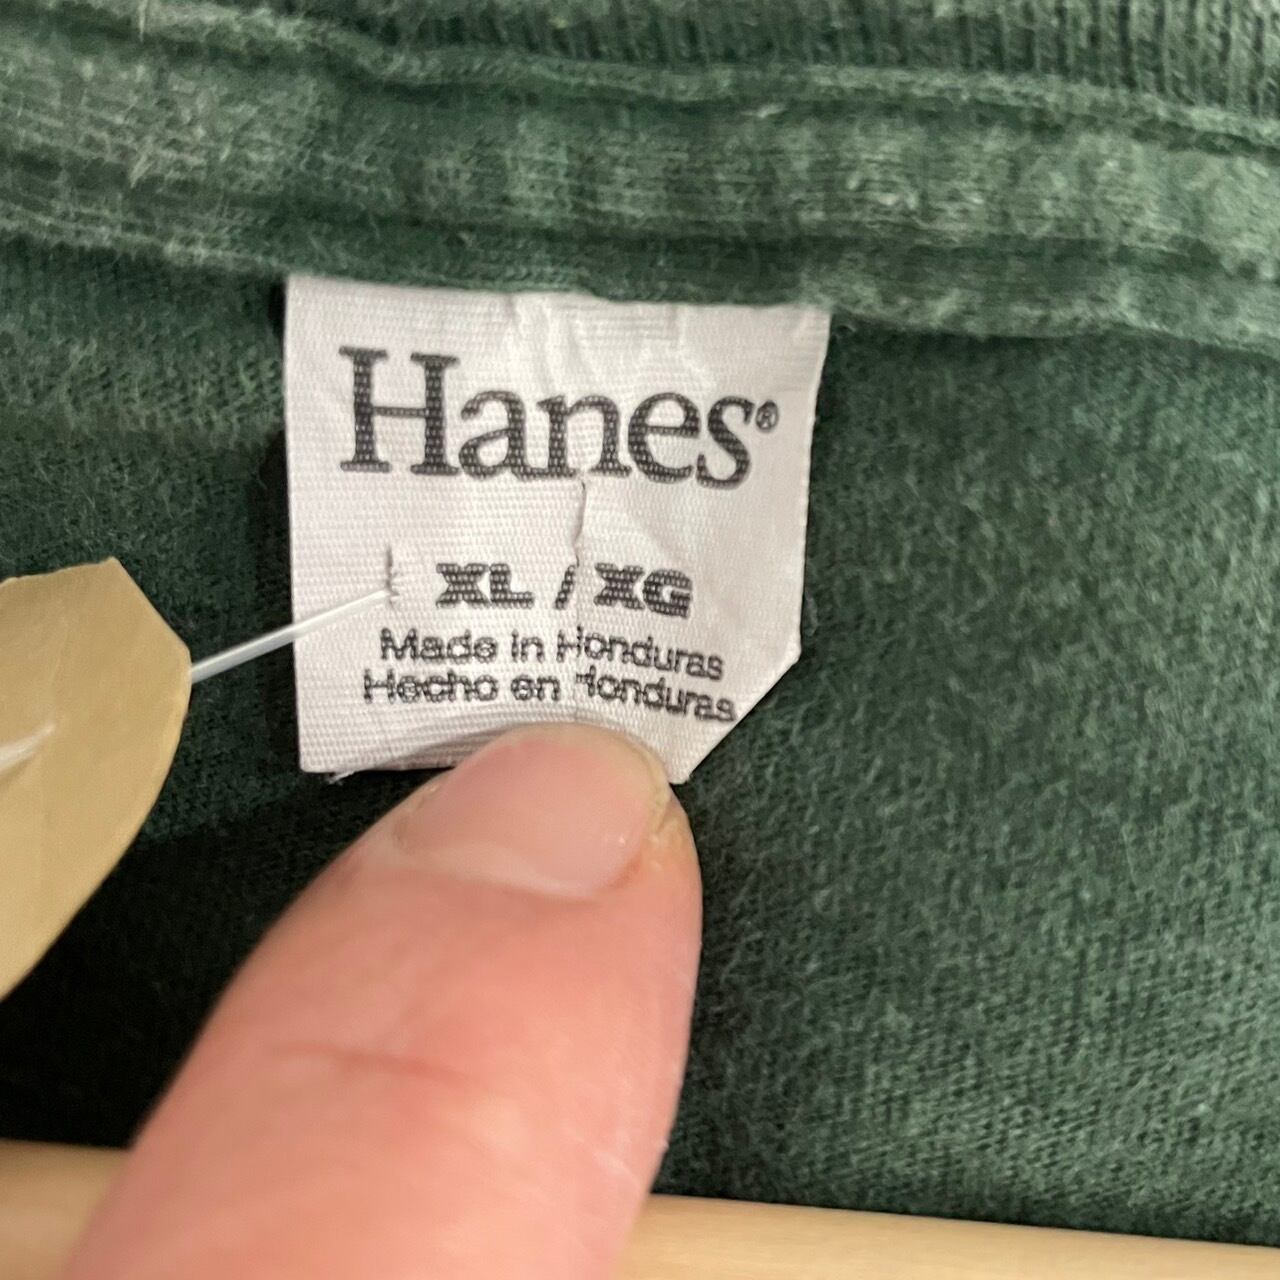 Hanes®
XL / XG
Made in Honduras
Hecho en Honduras